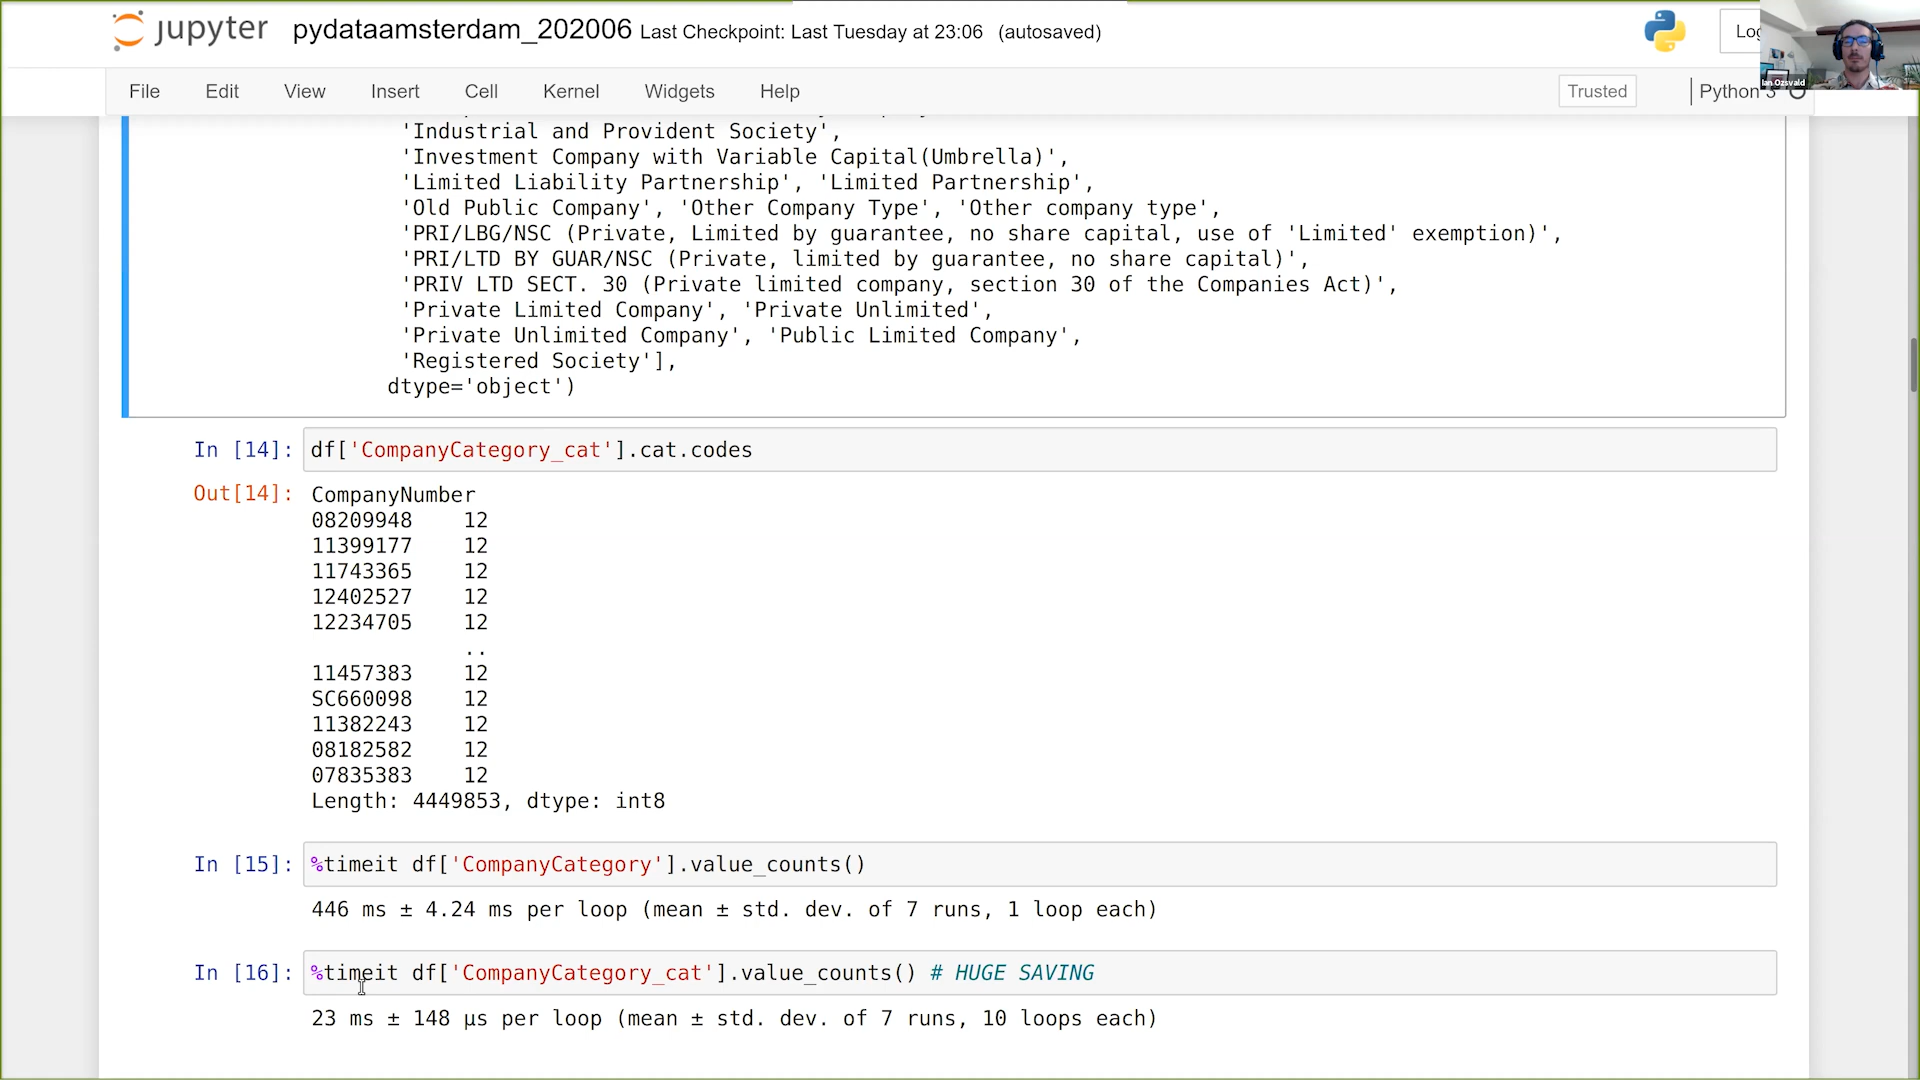 jupyter pydataamsterdam_202006 Last Checkpoint: Last Tuesday at 23:06 (autosaved)
Ian Ozsvald
File Edit View Insert Cell Kernel Widgets Help Trusted Python 3
'Industrial and Provident Society',
'Investment Company with Variable Capital(Umbrella)',
'Limited Liability Partnership', 'Limited Partnership',
'Old Public Company', 'Other Company Type', 'Other company type',
'PRI/LBG/NSC (Private, Limited by guarantee, no share capital, use of 'Limited' exemption)',
'PRI/LTD BY GUAR/NSC (Private, limited by guarantee, no share capital)',
'PRIV LTD SECT. 30 (Private limited company, section 30 of the Companies Act)',
'Private Limited Company', 'Private Unlimited',
'Private Unlimited Company', 'Public Limited Company',
'Registered Society'],
dtype='object')
In [14]: df['CompanyCategory_cat'].cat.codes
Out[14]: CompanyNumber
08209948 12
11399177 12
11743365 12
12402527 12
12234705 12
..
11457383 12
SC660098 12
11382243 12
08182582 12
07835383 12
Length: 4449853, dtype: int8
In [15]: %timeit df['CompanyCategory'].value_counts()
446 ms ± 4.24 ms per loop (mean ± std. dev. of 7 runs, 1 loop each)
In [16]: %timeit df['CompanyCategory_cat'].value_counts() # HUGE SAVING
23 ms ± 148 µs per loop (mean ± std. dev. of 7 runs, 10 loops each)